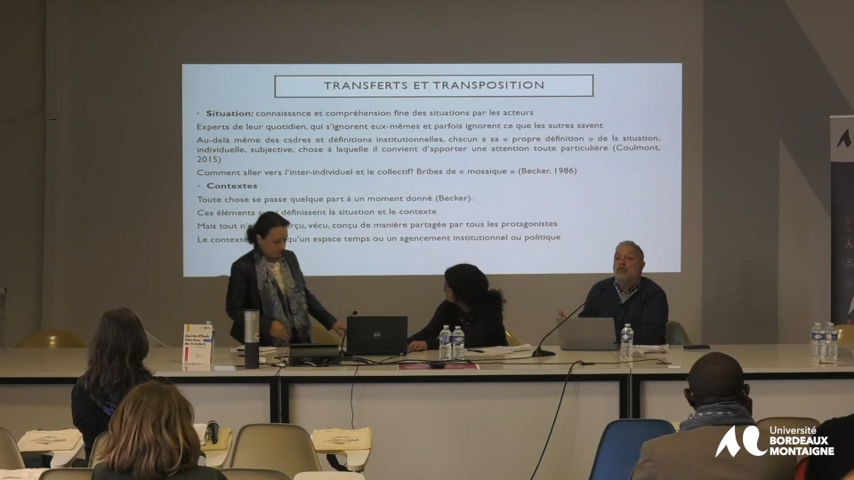 TRANSFERTS ET TRANSPOSITION
- Situation: connaissance et compréhension fine des situations par les acteurs
Experts de leur quotidien, qui s'ignorent eux-mêmes et parfois ignorent ce que les autres savent
Au-delà même des cadres et définitions institutionnelles, chacun a sa « propre définition » de la situation,
individuelle, subjective, chose à laquelle il convient d'apporter une attention toute particulière (Coulmont,
2015)
Comment aller vers l'inter-individuel et le collectif? Bribes de « mosaïque » (Becker, 1986)
- Contextes
Toute chose se passe quelque part à un moment donné (Becker).
Ces éléments définissent la situation et le contexte
Mais tout vécu, conçu de manière partagée par tous les protagonistes
Le contexte qu'un espace temps ou un agencement institutionnel ou politique
DELL
Université
BORDEAUX
MONTAIGNE